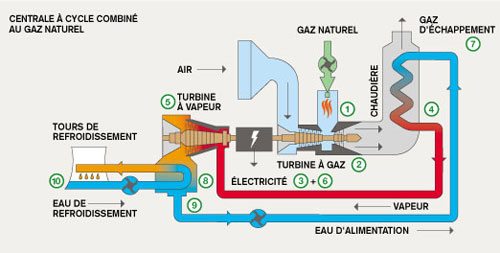 CENTRALE À CYCLE COMBINÉ
AU GAZ NATUREL
GAZ NATUREL
GAZ
D'ÉCHAPPEMENT
7
AIR
CHAUDIÈRE
5
TURBINE
À VAPEUR
1
4
TOURS DE
REFROIDISSEMENT
TURBINE À GAZ
2
10
8
ÉLECTRICITÉ
3 + 6
EAU DE
REFROIDISSEMENT
9
VAPEUR
EAU D'ALIMENTATION